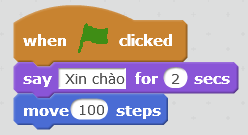 when clicked
say Xin chào for 2 secs
move 100 steps